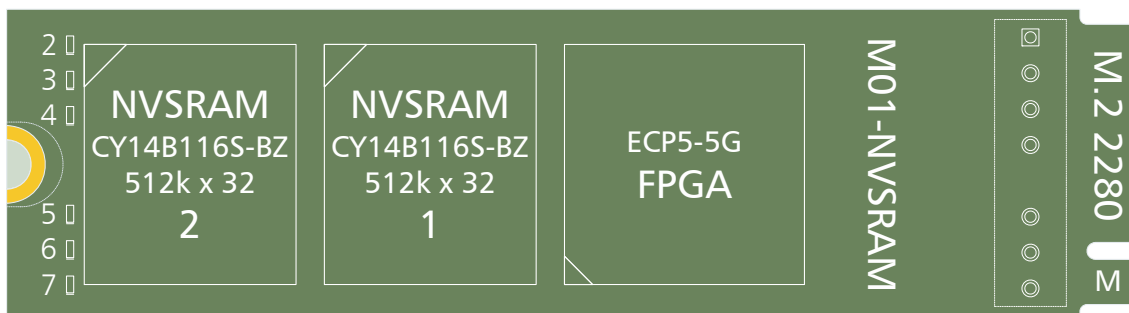 2
3
4
5
6
7
NVSRAM
CY14B116S-BZ
512k x 32
2
NVSRAM
CY14B116S-BZ
512k x 32
1
ECP5-5G
FPGA
M01-NVSRAM
M.2 2280
M